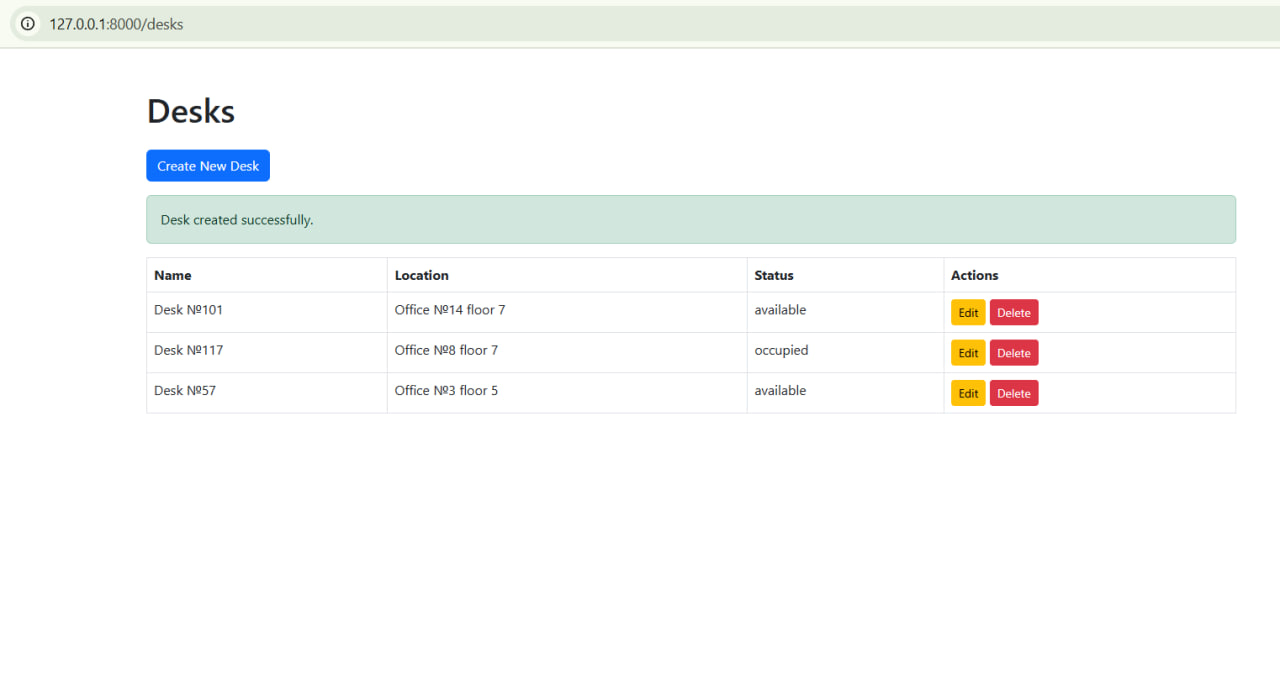 127.0.0.1:8000/desks
Desks
Create New Desk
Desk created successfully.
Name Location Status Actions
Desk №101 Office №14 floor 7 available Edit Delete
Desk №117 Office №8 floor 7 occupied Edit Delete
Desk №57 Office №3 floor 5 available Edit Delete